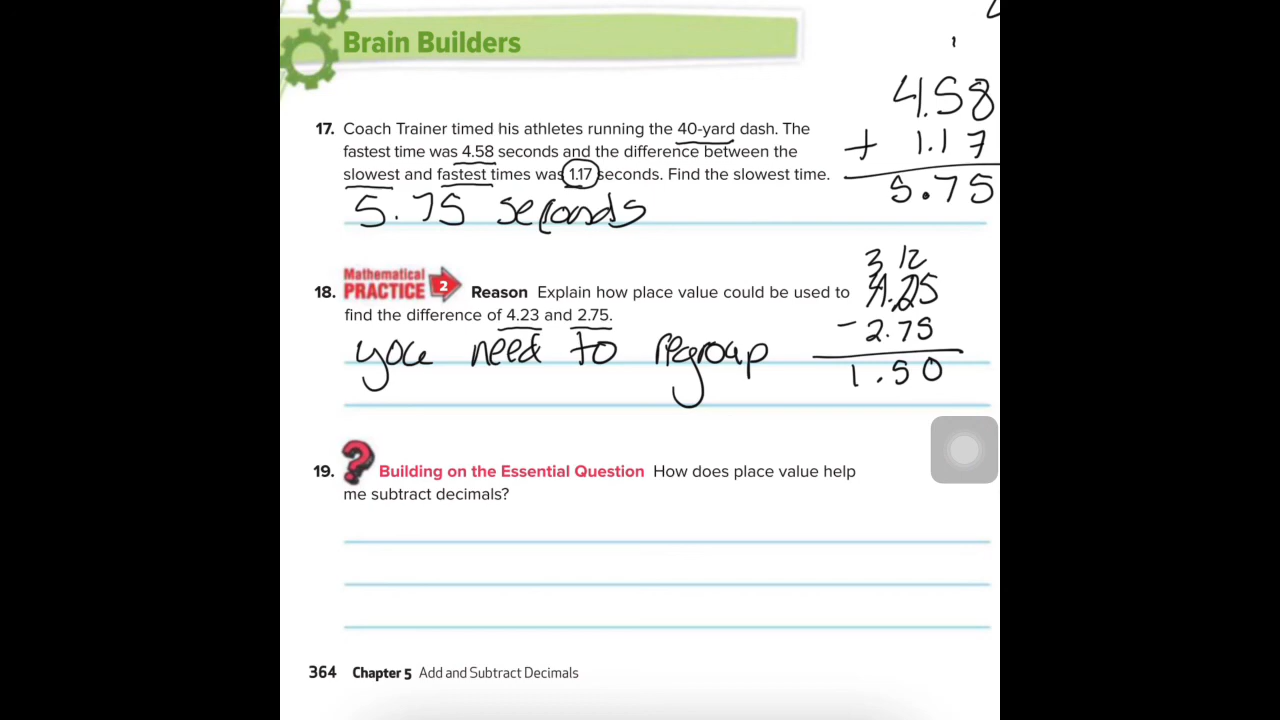 Brain Builders
17. Coach Trainer timed his athletes running the 40-yard dash. The
fastest time was 4.58 seconds and the difference between the
slowest and fastest times was 1.17 seconds. Find the slowest time.
5.75 seconds
1
4.58
+ 1.17
5.75
18. Mathematical
PRACTICE 2 Reason Explain how place value could be used to
find the difference of 4.23 and 2.75.
you need to regroup
3 12
4.25
- 2.75
1.50
19. ? Building on the Essential Question How does place value help
me subtract decimals?
364 Chapter 5 Add and Subtract Decimals